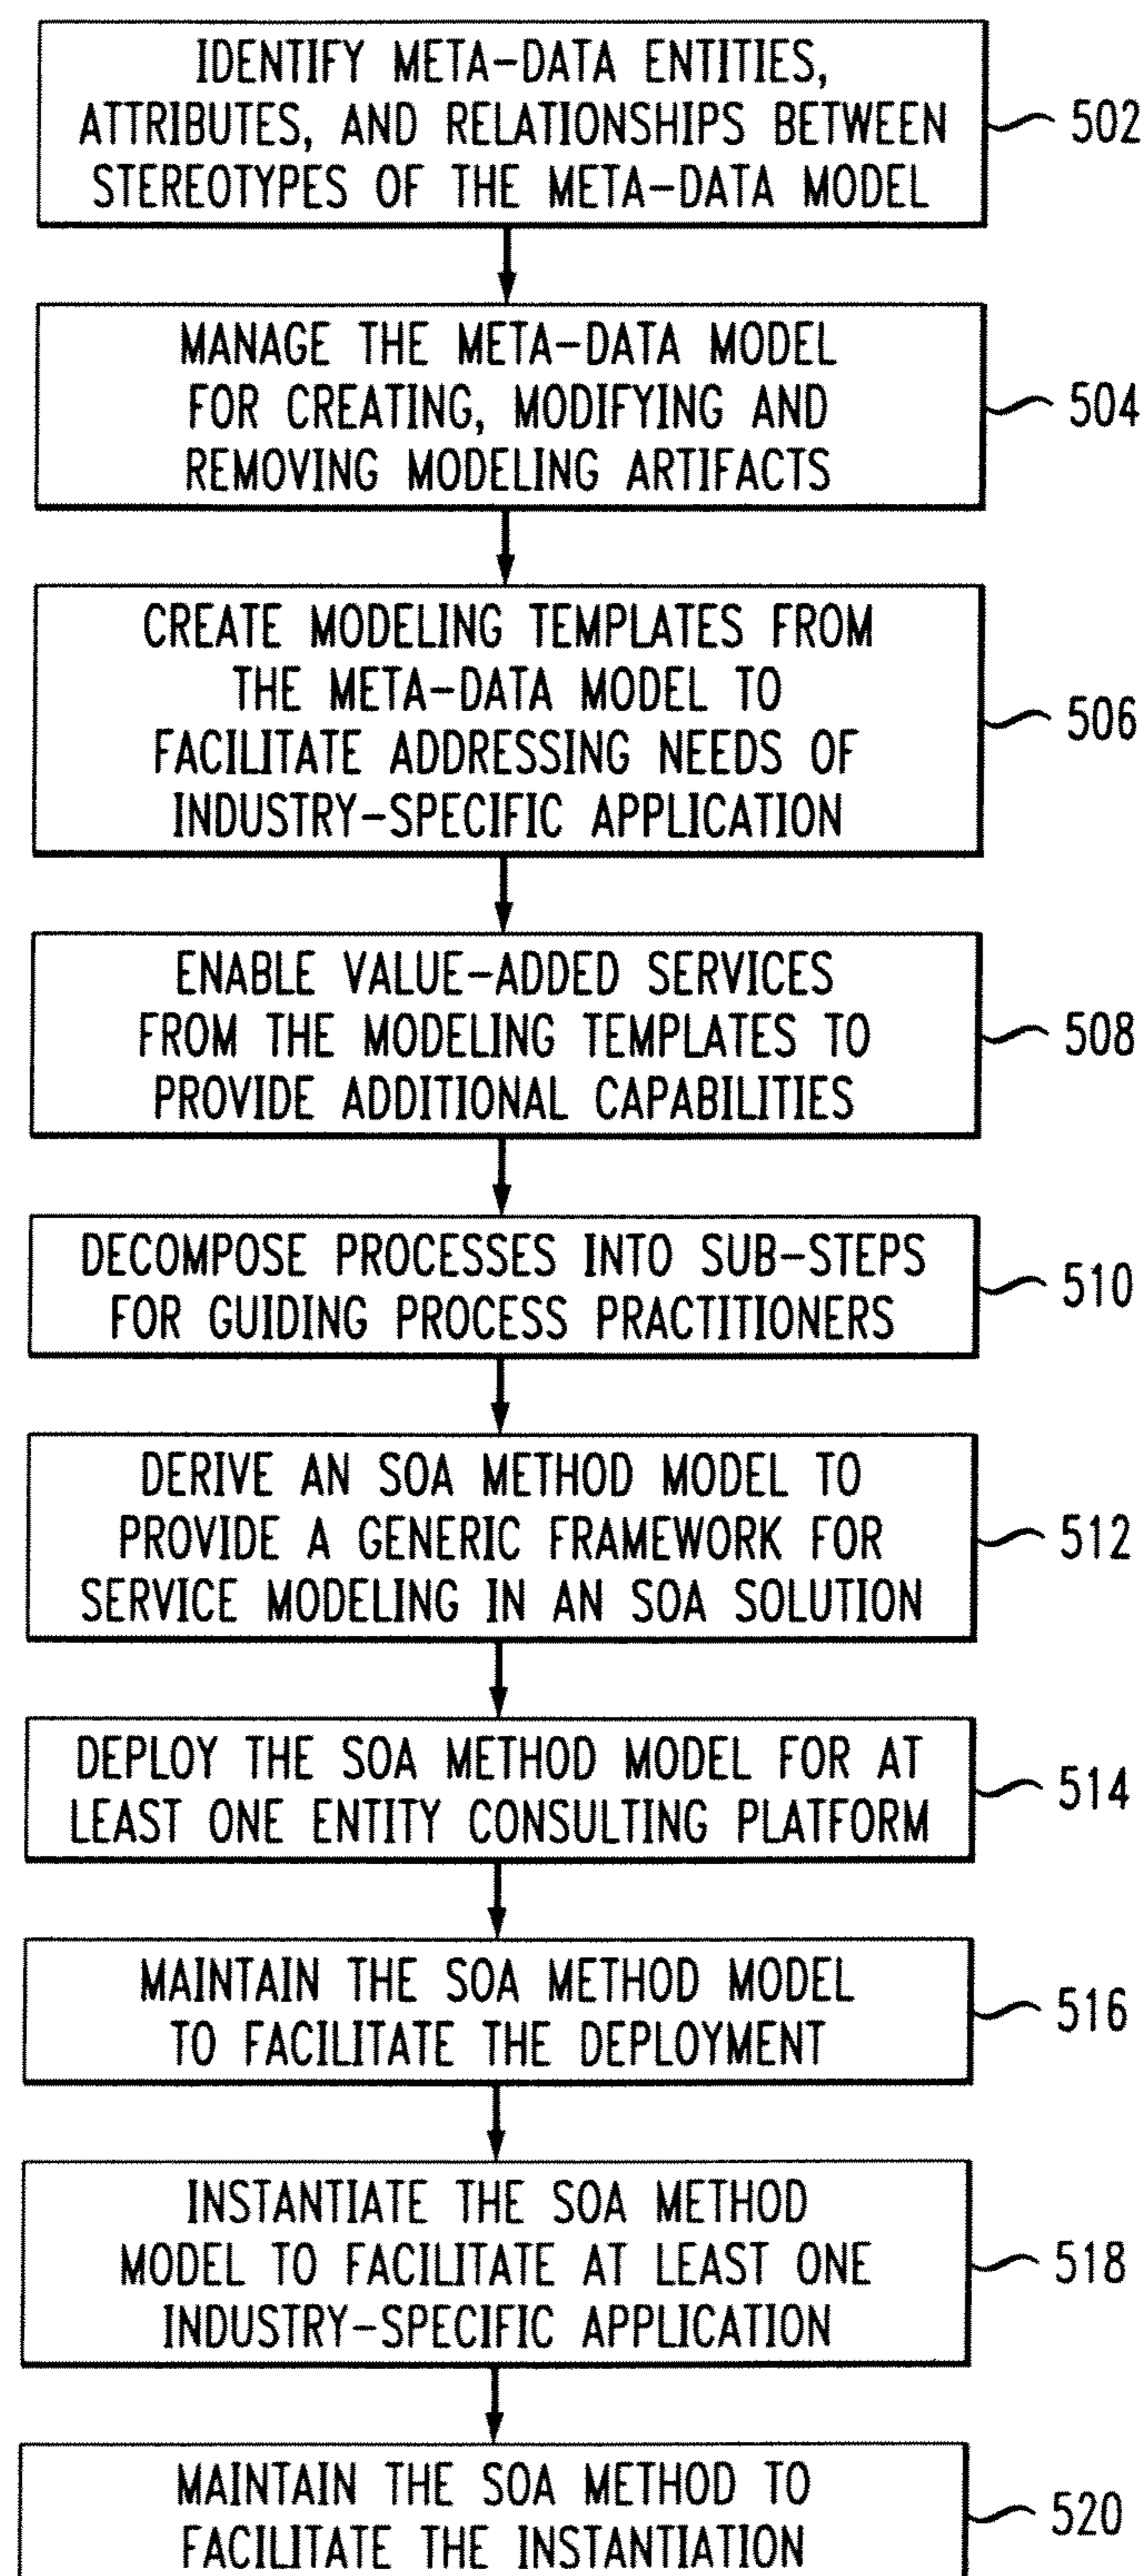 IDENTIFY META-DATA ENTITIES,
ATTRIBUTES, AND RELATIONSHIPS BETWEEN
STEREOTYPES OF THE META-DATA MODEL
502
MANAGE THE META-DATA MODEL
FOR CREATING, MODIFYING AND
REMOVING MODELING ARTIFACTS
504
CREATE MODELING TEMPLATES FROM
THE META-DATA MODEL TO
FACILITATE ADDRESSING NEEDS OF
INDUSTRY-SPECIFIC APPLICATION
506
ENABLE VALUE-ADDED SERVICES
FROM THE MODELING TEMPLATES TO
PROVIDE ADDITIONAL CAPABILITIES
508
DECOMPOSE PROCESSES INTO SUB-STEPS
FOR GUIDING PROCESS PRACTITIONERS
510
DERIVE AN SOA METHOD MODEL TO
PROVIDE A GENERIC FRAMEWORK FOR
SERVICE MODELING IN AN SOA SOLUTION
512
DEPLOY THE SOA METHOD MODEL FOR AT
LEAST ONE ENTITY CONSULTING PLATFORM
514
MAINTAIN THE SOA METHOD MODEL
TO FACILITATE THE DEPLOYMENT
516
INSTANTIATE THE SOA METHOD
MODEL TO FACILITATE AT LEAST ONE
INDUSTRY-SPECIFIC APPLICATION
518
MAINTAIN THE SOA METHOD TO
FACILITATE THE INSTANTIATION
520